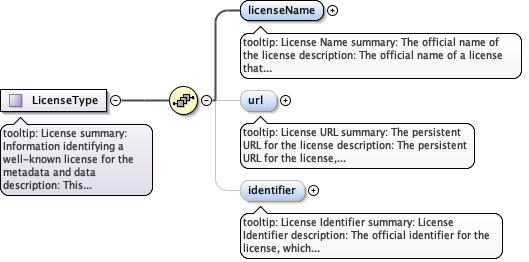 licenseName
tooltip: License Name summary: The official name of
the license description: The official name of a license
that...
LicenseType
tooltip: License summary:
Information identifying a
well-known license for the
metadata and data
description: This...
url
tooltip: License URL summary: The persistent
URL for the license description: The persistent
URL for the license,...
identifier
tooltip: License Identifier summary: License
Identifier description: The official identifier for the
license, which...